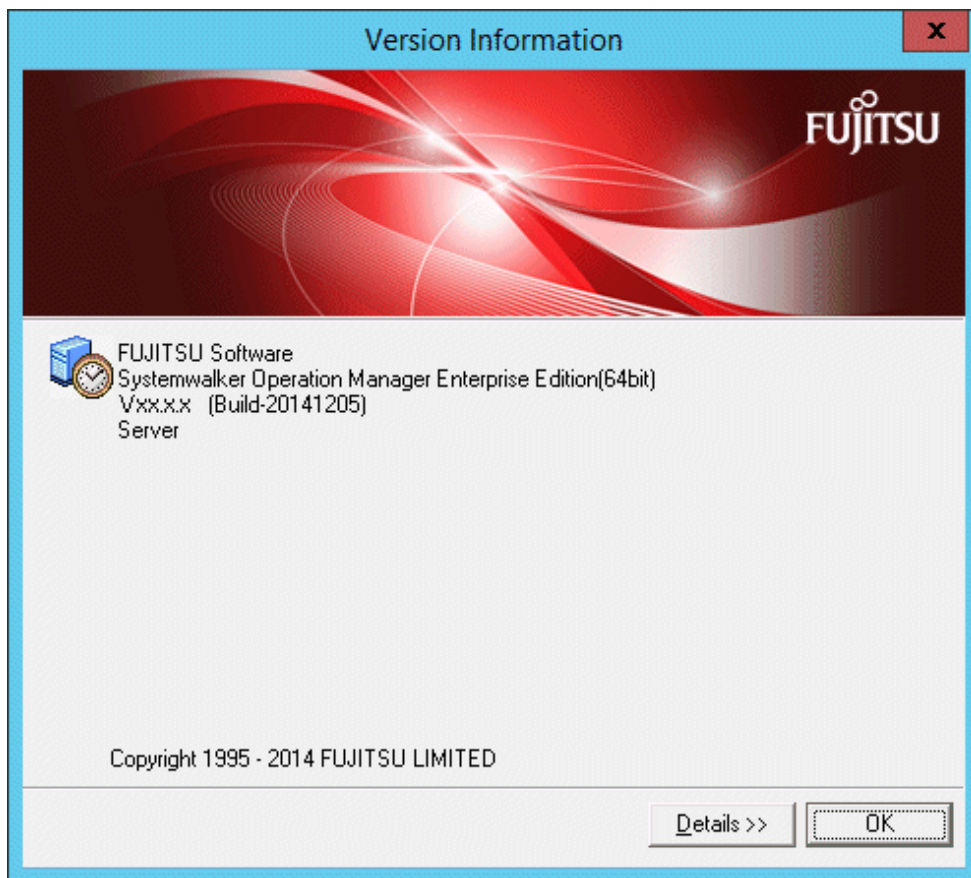 Version Information
x
FUJITSU
FUJITSU Software
Systemwalker Operation Manager Enterprise Edition(64bit)
Vxx.x.x (Build-20141205)
Server
Copyright 1995 - 2014 FUJITSU LIMITED
Details >>
OK